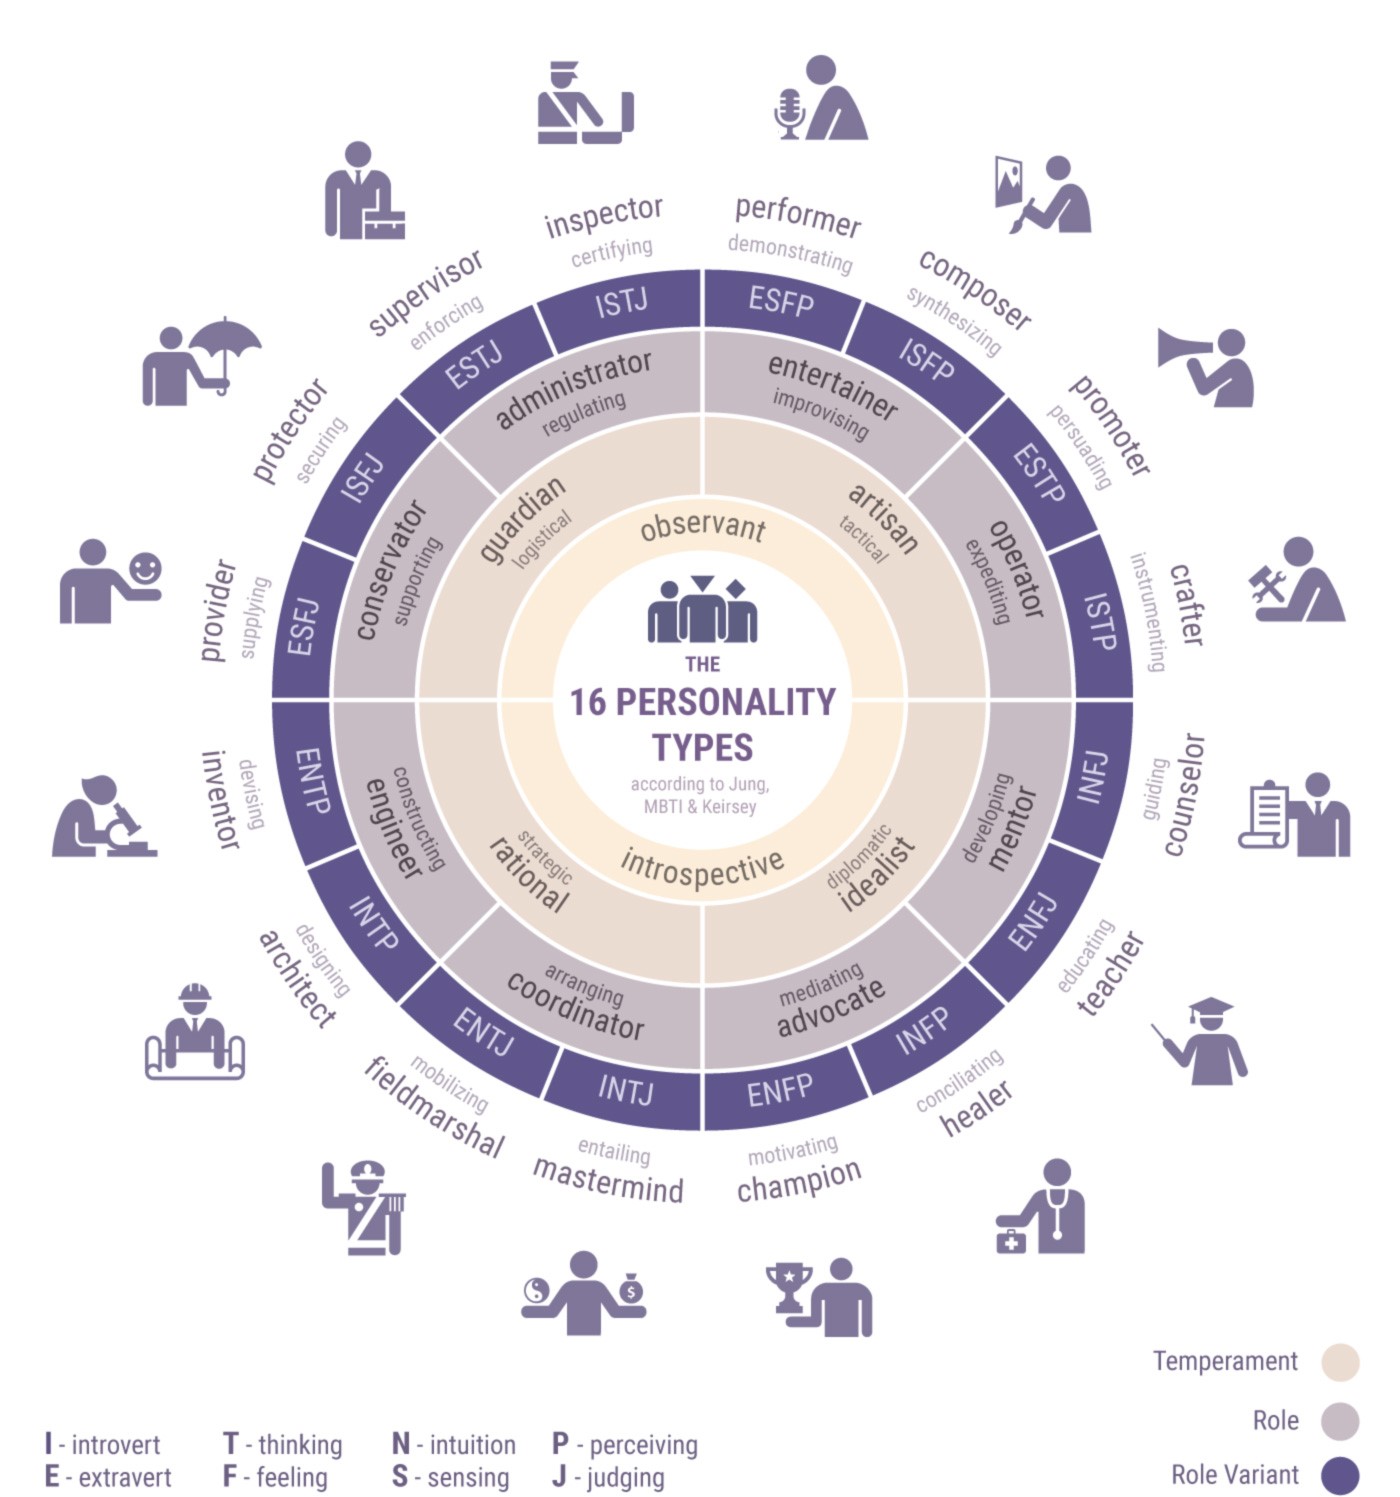 inspector
certifying
performer
demonstrating
supervisor
enforcing
composer
synthesizing
protector
securing
promoter
persuading
provider
supplying
crafter
instrumenting
ISTJ
ESFP
ESTJ
ISFP
ISFJ
ESTP
ESFJ
ISTP
administrator
regulating
entertainer
improvising
conservator
supporting
operator
expediting
guardian
logistical
artisan
tactical
observant
THE
16 PERSONALITY
TYPES
according to Jung,
MBTI & Keirsey
introspective
strategic
rational
diplomatic
idealist
constructing
engineer
developing
mentor
arranging
coordinator
mediating
advocate
ENTP
INFJ
INTP
ENFJ
ENTJ
INFP
INTJ
ENFP
devising
inventor
guiding
counselor
designing
architect
educating
teacher
mobilizing
fieldmarshal
conciliating
healer
entailing
mastermind
motivating
champion
$
Temperament
Role
Role Variant
I - introvert
E - extravert
T - thinking
F - feeling
N - intuition
S - sensing
P - perceiving
J - judging